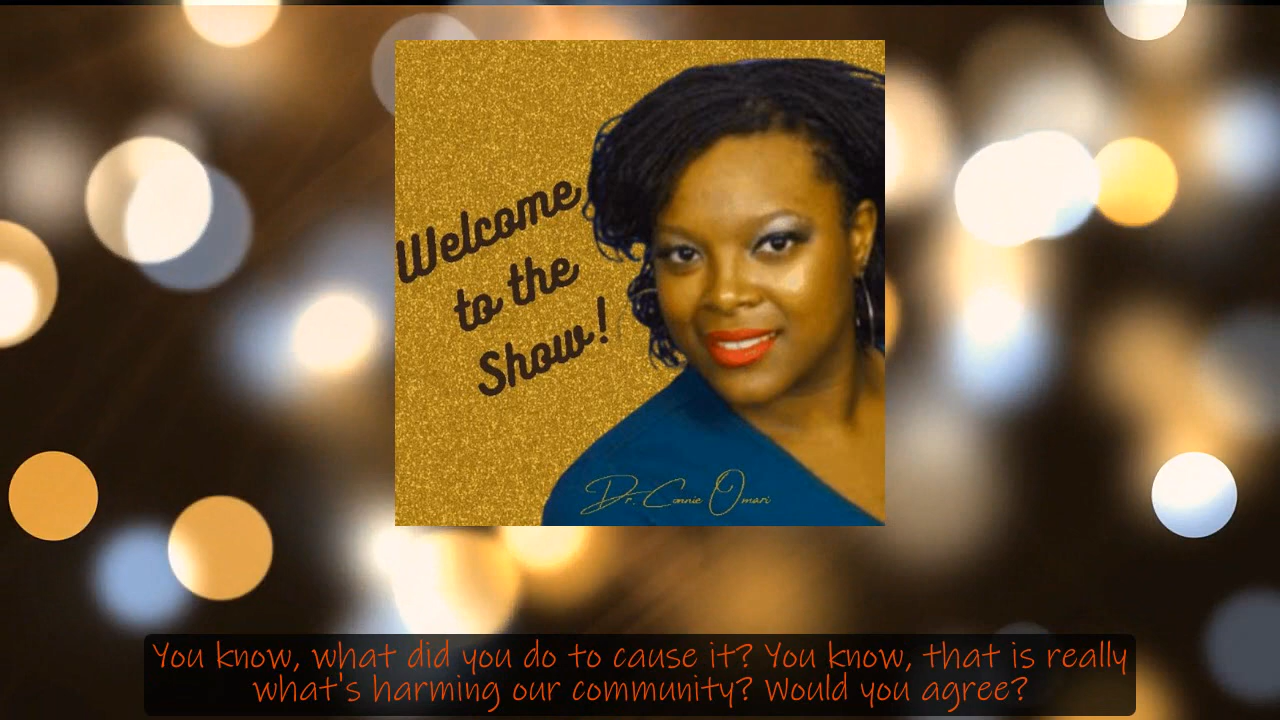 Welcome
to the
Show!
Dr. Connie Omari
You know, what did you do to cause it? You know, that is really
what's harming our community? Would you agree?